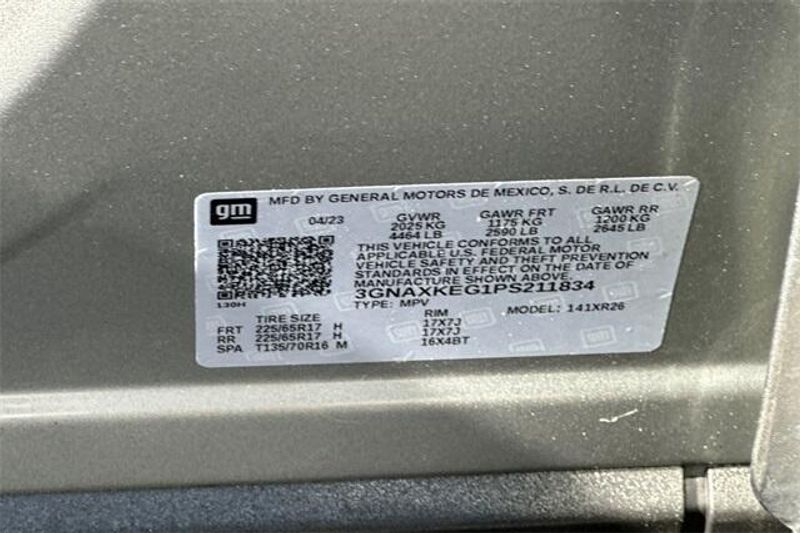 gm MFD BY GENERAL MOTORS DE MEXICO, S. DE R.L. DE C.V.
04/23 GVWR GAWR FRT GAWR RR
2025 KG 1175 KG 1200 KG
4464 LB 2590 LB 2645 LB
THIS VEHICLE CONFORMS TO ALL
APPLICABLE U.S. FEDERAL MOTOR
VEHICLE SAFETY AND THEFT PREVENTION
STANDARDS IN EFFECT ON THE DATE OF
MANUFACTURE SHOWN ABOVE.
3GNAXKEG1PS211834
130H TYPE: MPV MODEL: 141XR26
TIRE SIZE RIM
FRT 225/65R17 H 17X7J
RR 225/65R17 H 17X7J
SPA T135/70R16 M 16X4BT